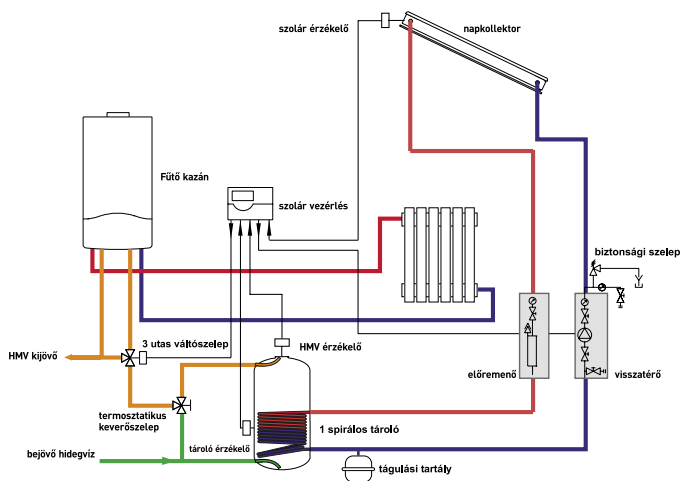 szolár érzékelő
napkollektor
Fűtő kazán
szolár vezérlés
biztonsági szelep
3 utas váltószelep
HMV érzékelő
HMV kijövő
előremenő
visszatérő
termosztatikus
keverőszelep
1 spirálos tároló
tároló érzékelő
bejövő hidegvíz
tágulási tartály